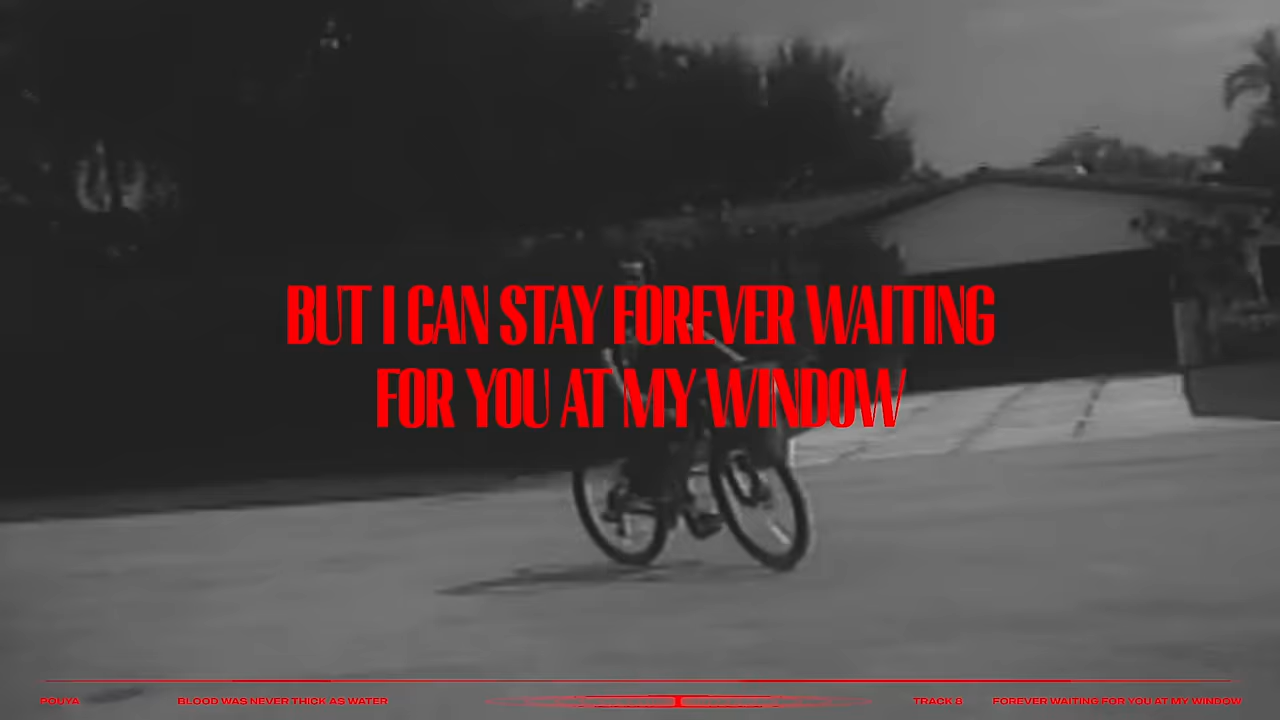 BUT I CAN STAY FOREVER WAITING
FOR YOU AT MY WINDOW
POUYA BLOOD WAS NEVER THICK AS WATER TRACK 8 FOREVER WAITING FOR YOU AT MY WINDOW